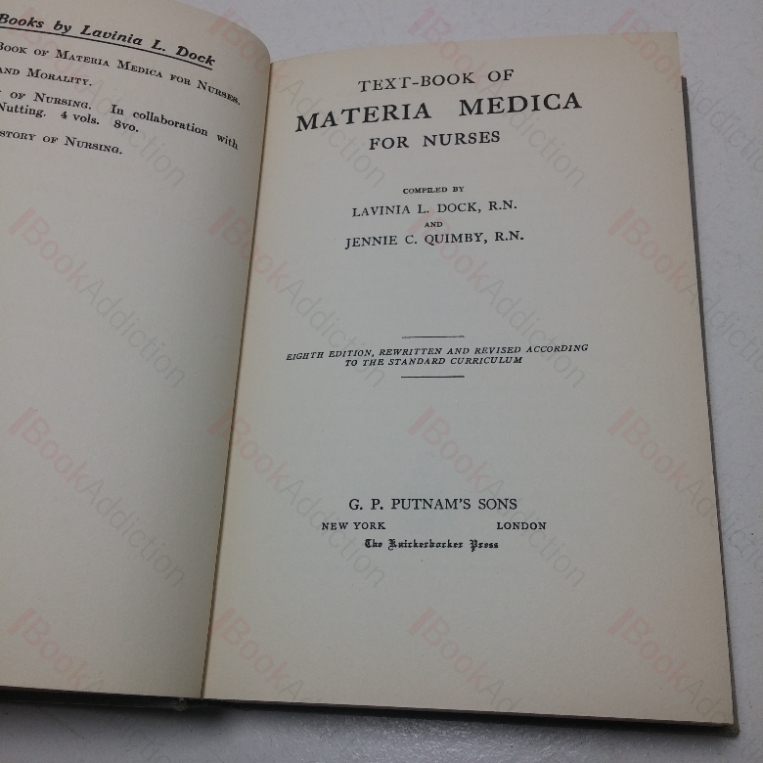 Books by Lavinia L. Dock
Book of Materia Medica for Nurses.
and Morality.
of Nursing. In collaboration with
Nutting. 4 vols. 8vo.
story of Nursing.
TEXT-BOOK OF
MATERIA MEDICA
FOR NURSES
COMPILED BY
LAVINIA L. DOCK, R.N.
AND
JENNIE C. QUIMBY, R.N.
EIGHTH EDITION, REWRITTEN AND REVISED ACCORDING
TO THE STANDARD CURRICULUM
G. P. PUTNAM'S SONS
NEW YORK LONDON
The Knickerbocker Press
BookAddiction